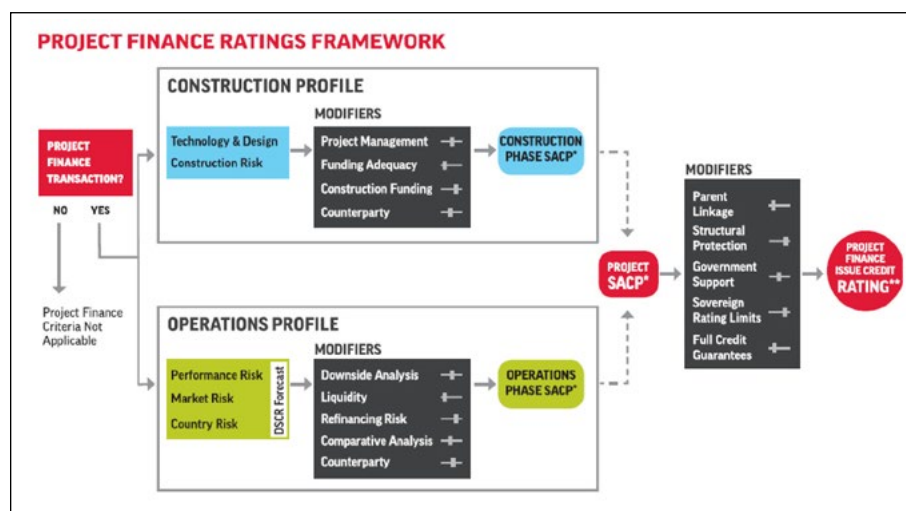 PROJECT FINANCE RATINGS FRAMEWORK
PROJECT
FINANCE
TRANSACTION?
NO
YES
Project Finance
Criteria Not
Applicable
CONSTRUCTION PROFILE
Technology & Design
Construction Risk
MODIFIERS
Project Management
Funding Adequacy
Construction Funding
Counterparty
CONSTRUCTION
PHASE SACP*
OPERATIONS PROFILE
Performance Risk
Market Risk
Country Risk
DSCR Forecast
MODIFIERS
Downside Analysis
Liquidity
Refinancing Risk
Comparative Analysis
Counterparty
OPERATIONS
PHASE SACP*
PROJECT
SACP*
MODIFIERS
Parent
Linkage
Structural
Protection
Government
Support
Sovereign
Rating Limits
Full Credit
Guarantees
PROJECT
FINANCE
ISSUE CREDIT
RATING**